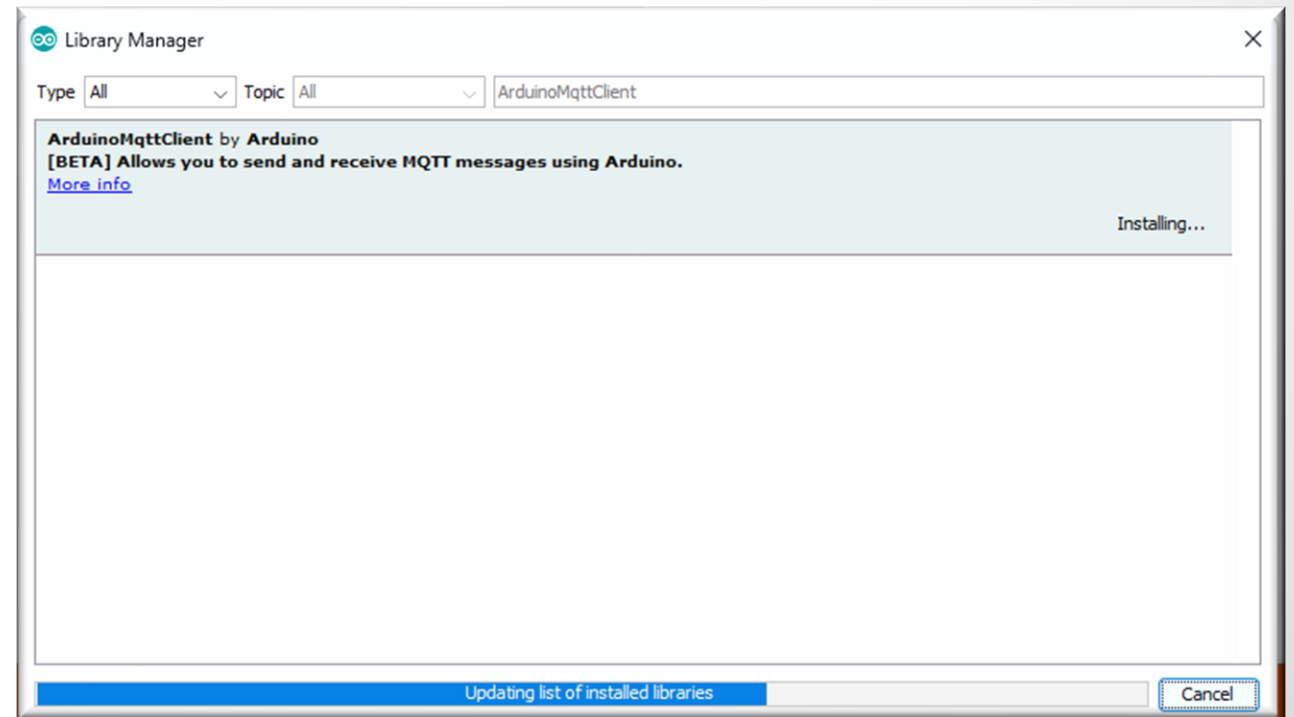 Library Manager
Type All Topic All ArduinoMqttClient
ArduinoMqttClient by Arduino
[BETA] Allows you to send and receive MQTT messages using Arduino.
More info
Installing...
Updating list of installed libraries
Cancel